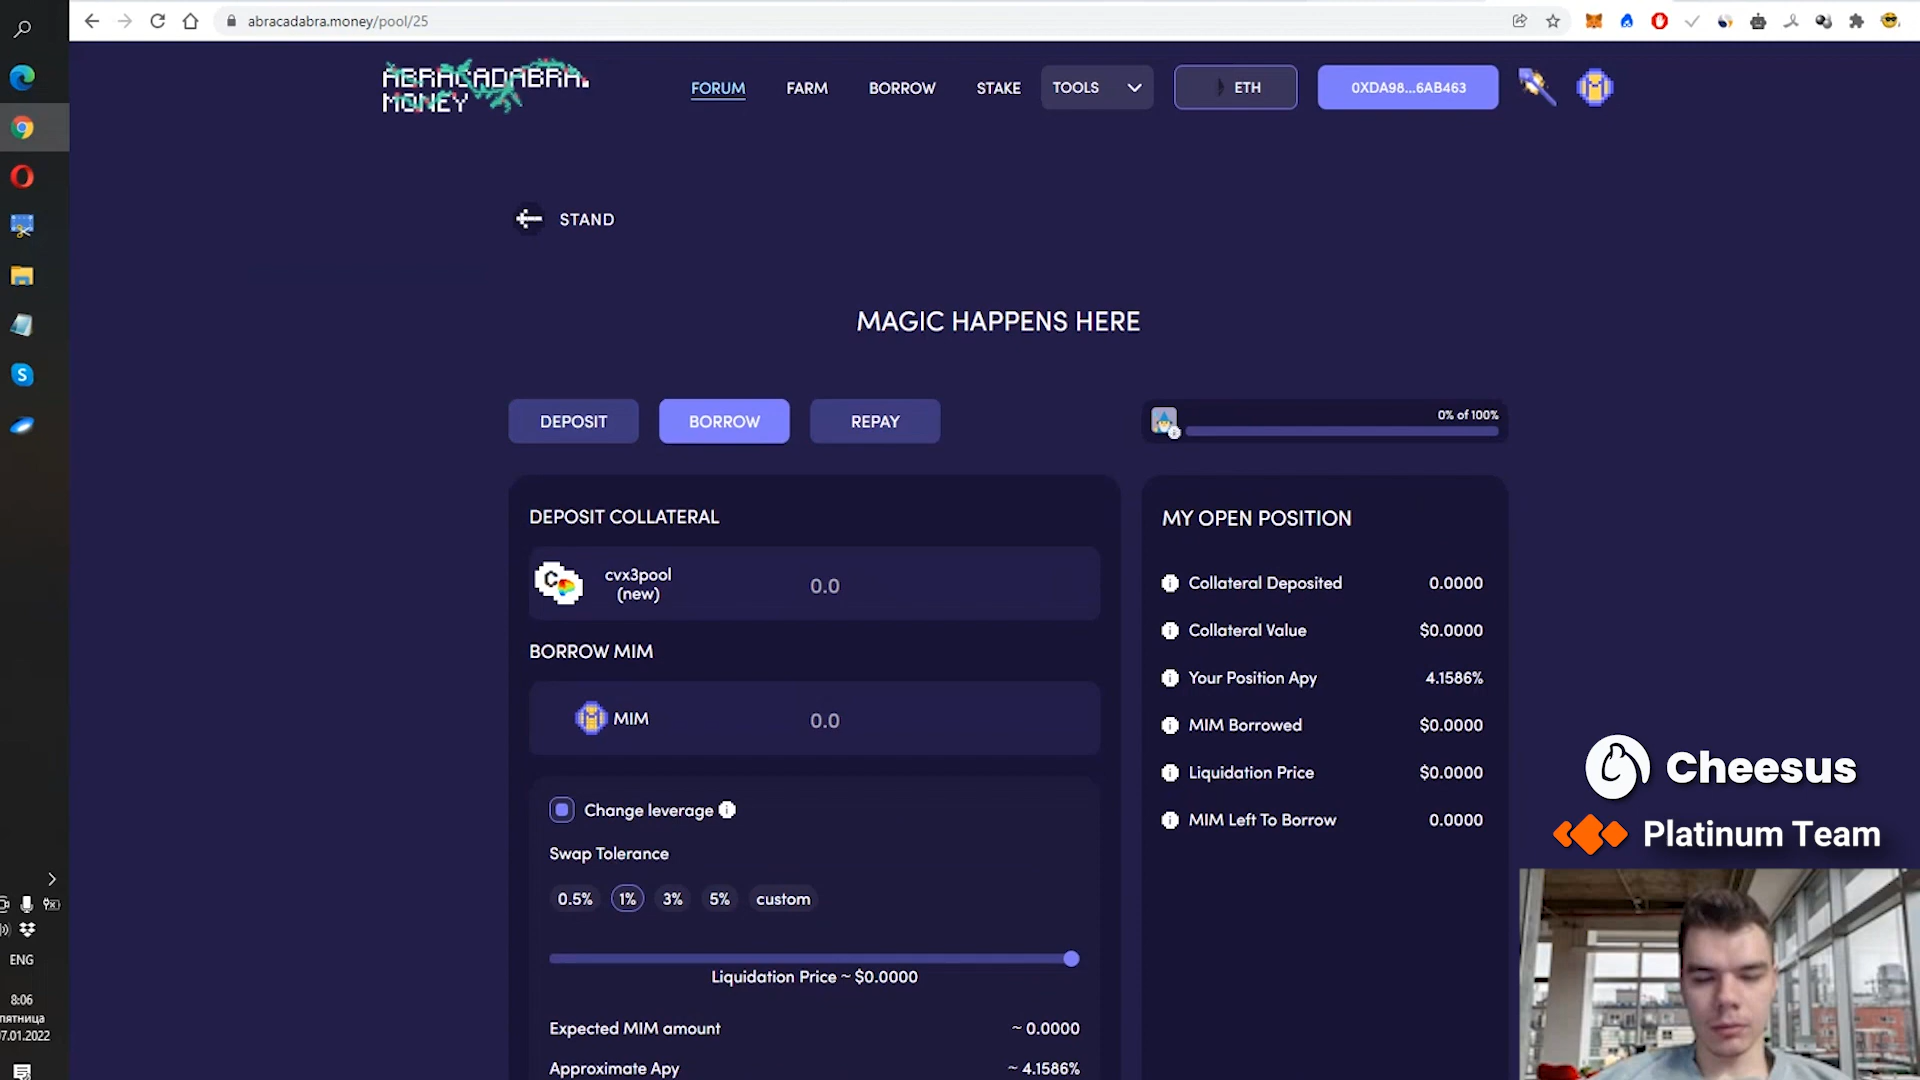 abracadabra.money/pool/25
ABRACADABRA.
MONEY
FORUM
FARM
BORROW
STAKE
TOOLS
ETH
0XDA98...6AB463
STAND
MAGIC HAPPENS HERE
DEPOSIT
BORROW
REPAY
0% of 100%
DEPOSIT COLLATERAL
cvx3pool
(new)
0.0
BORROW MIM
MIM
0.0
Change leverage
Swap Tolerance
0.5%
1%
3%
5%
custom
Liquidation Price ~ $0.0000
Expected MIM amount
~ 0.0000
Approximate Apy
~ 4.1586%
MY OPEN POSITION
Collateral Deposited
0.0000
Collateral Value
$0.0000
Your Position Apy
4.1586%
MIM Borrowed
$0.0000
Liquidation Price
$0.0000
MIM Left To Borrow
0.0000
Cheesus
Platinum Team
ENG
8:06
пятница
07.01.2022